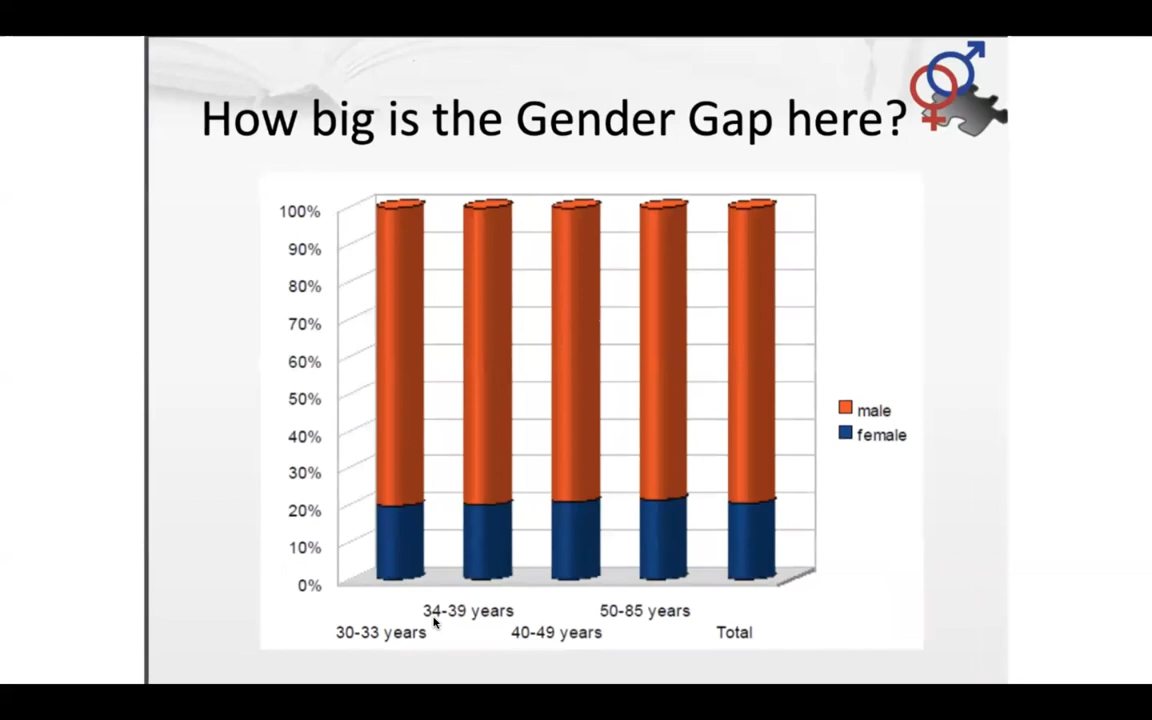 How big is the Gender Gap here?
100%
90%
80%
70%
60%
50%
40%
30%
20%
10%
0%
male
female
34-39 years 50-85 years
30-33 years 40-49 years Total